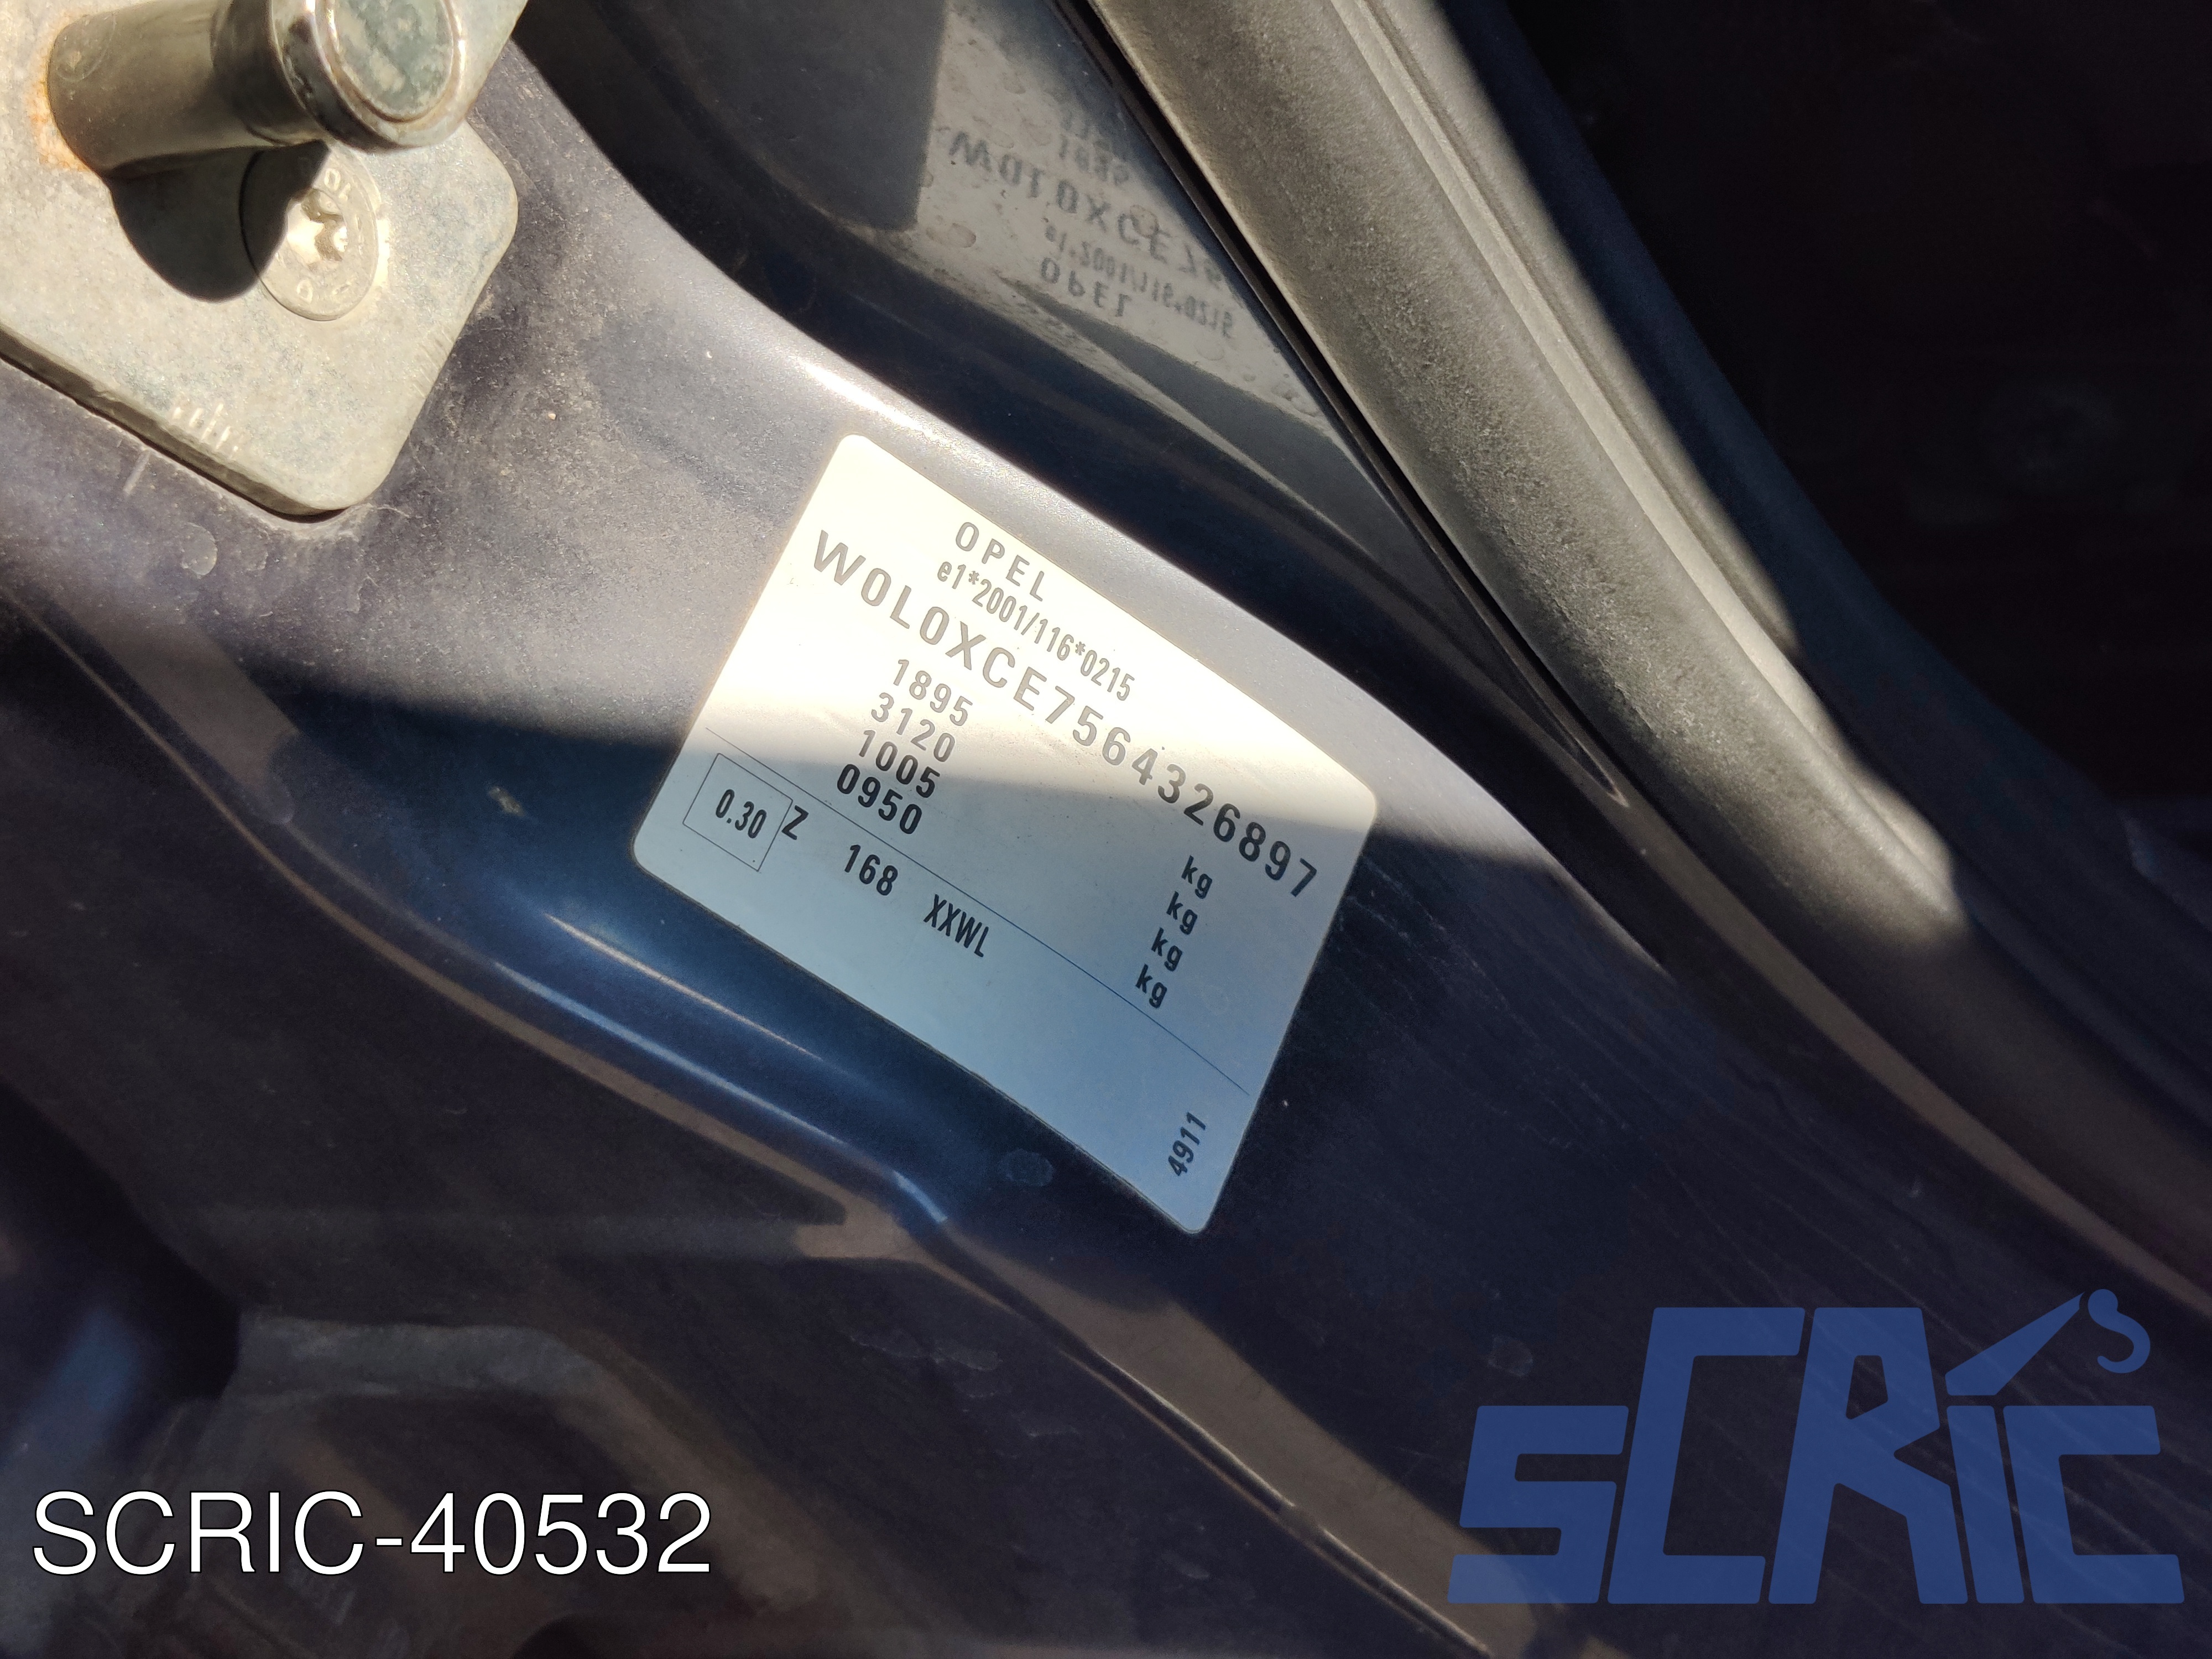 OPEL
e1*2001/116*0215
W0L0XCE7564326897
1895 kg
3120 kg
1005 kg
0950 kg
0.30 Z 168 XXWL
4911
SCRIC-40532
SCRIC